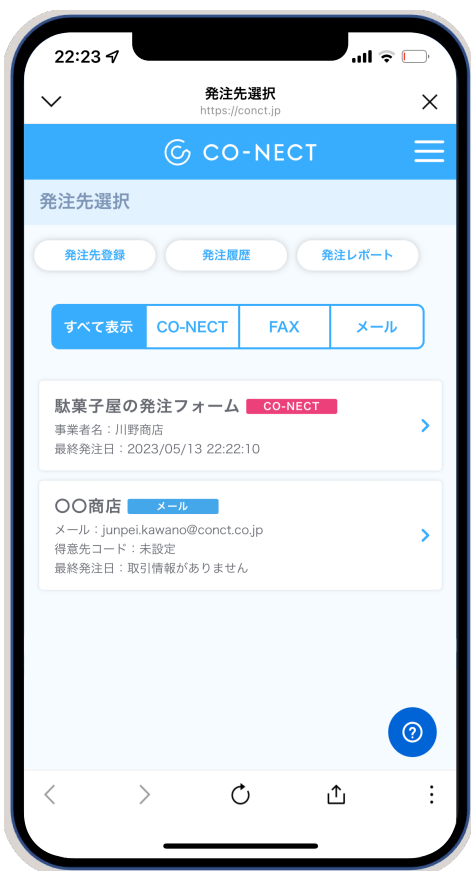 22:23
発注先選択
https://conct.jp
CO-NECT
発注先選択
発注先登録
発注履歴
発注レポート
すべて表示
CO-NECT
FAX
メール
駄菓子屋の発注フォーム CO-NECT
事業者名：川野商店
最終発注日：2023/05/13 22:22:10
〇〇商店 メール
メール：junpei.kawano@conct.co.jp
得意先コード：未設定
最終発注日：取引情報がありません